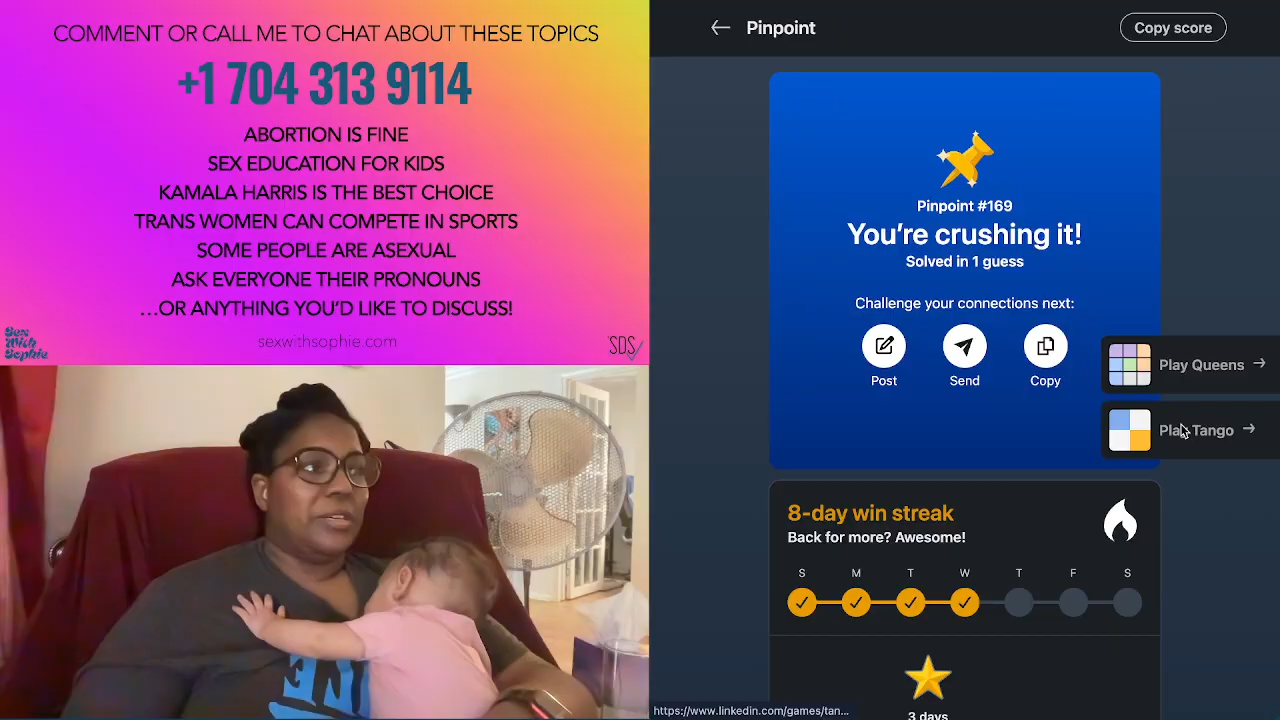 COMMENT OR CALL ME TO CHAT ABOUT THESE TOPICS
+1 704 313 9114
ABORTION IS FINE
SEX EDUCATION FOR KIDS
KAMALA HARRIS IS THE BEST CHOICE
TRANS WOMEN CAN COMPETE IN SPORTS
SOME PEOPLE ARE ASEXUAL
ASK EVERYONE THEIR PRONOUNS
…OR ANYTHING YOU'D LIKE TO DISCUSS!
sexwithsophie.com
Sex
With
Sophie
SDS
Pinpoint
Copy score
Pinpoint #169
You're crushing it!
Solved in 1 guess
Challenge your connections next:
Post
Send
Copy
Play Queens
Play Tango
8-day win streak
Back for more? Awesome!
S M T W T F S
3 days
https://www.linkedin.com/games/tan...